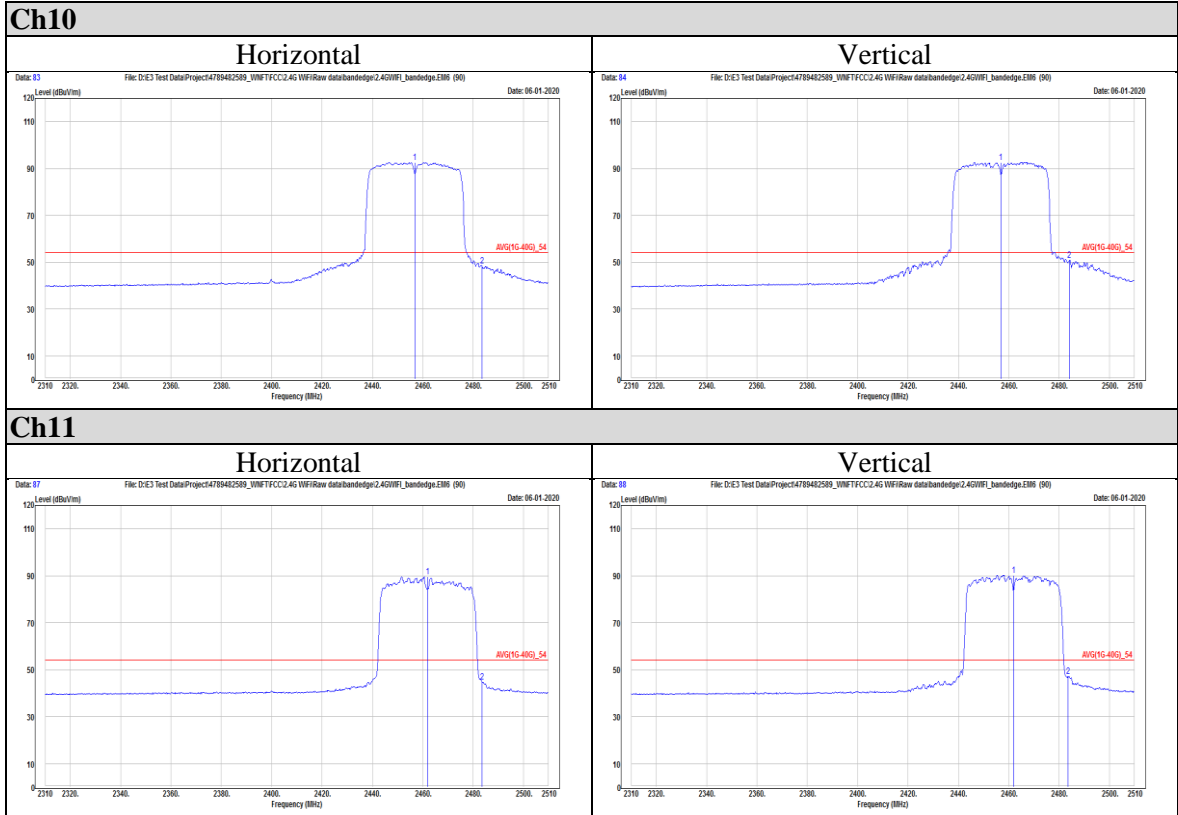 Ch10
Horizontal Vertical
Data: 83 File: D:\E3 Test Data\Project\4789482589_WNFT\FCC\2.4G WIFI\Raw data\bandedge\2.4GWIFI_bandedge.EM6 (90)
120 Level (dBuV/m) Date: 06-01-2020
110
90
70
AVG(1G-40G)_54
50
30
10
0
1
2
2310 2320. 2340. 2360. 2380. 2400. 2420. 2440. 2460. 2480. 2500. 2510
Frequency (MHz)
Data: 84 File: D:\E3 Test Data\Project\4789482589_WNFT\FCC\2.4G WIFI\Raw data\bandedge\2.4GWIFI_bandedge.EM6 (90)
120 Level (dBuV/m) Date: 06-01-2020
110
90
70
AVG(1G-40G)_54
50
30
10
0
1
2
2310 2320. 2340. 2360. 2380. 2400. 2420. 2440. 2460. 2480. 2500. 2510
Frequency (MHz)
Ch11
Horizontal Vertical
Data: 87 File: D:\E3 Test Data\Project\4789482589_WNFT\FCC\2.4G WIFI\Raw data\bandedge\2.4GWIFI_bandedge.EM6 (90)
120 Level (dBuV/m) Date: 06-01-2020
110
90
70
AVG(1G-40G)_54
50
30
10
0
1
2
2310 2320. 2340. 2360. 2380. 2400. 2420. 2440. 2460. 2480. 2500. 2510
Frequency (MHz)
Data: 88 File: D:\E3 Test Data\Project\4789482589_WNFT\FCC\2.4G WIFI\Raw data\bandedge\2.4GWIFI_bandedge.EM6 (90)
120 Level (dBuV/m) Date: 06-01-2020
110
90
70
AVG(1G-40G)_54
50
30
10
0
1
2
2310 2320. 2340. 2360. 2380. 2400. 2420. 2440. 2460. 2480. 2500. 2510
Frequency (MHz)